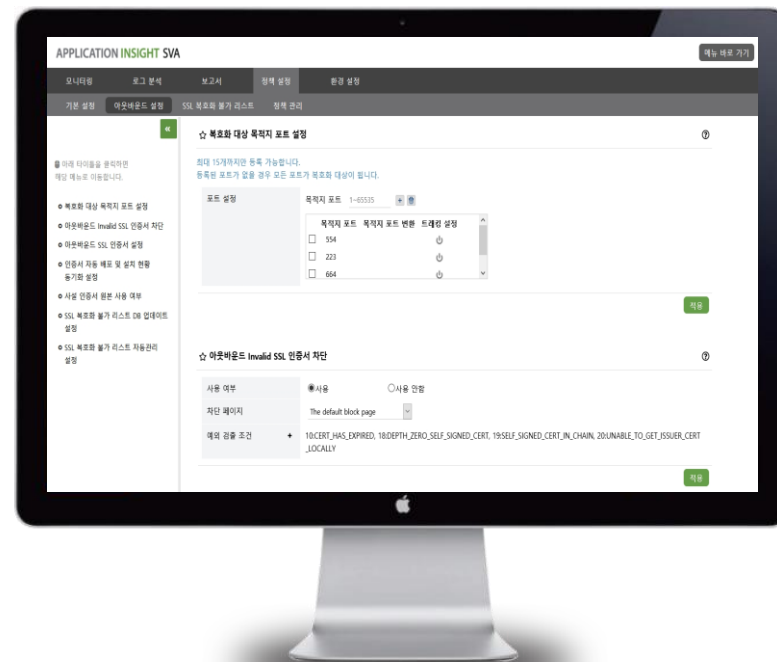 APPLICATION INSIGHT SVA
메뉴 바로 가기
모니터링 로그 분석 보고서 정책 설정 환경 설정
기본 설정 아웃바운드 설정 SSL 복호화 불가 리스트 정책 관리
«
아래 타이틀을 클릭하면
해당 메뉴로 이동합니다.
복호화 대상 목적지 포트 설정
아웃바운드 Invalid SSL 인증서 차단
아웃바운드 SSL 인증서 설정
인증서 자동 배포 및 설치 현황
동기화 설정
사설 인증서 원본 사용 여부
SSL 복호화 불가 리스트 DB 업데이트
설정
SSL 복호화 불가 리스트 자동관리
설정
☆ 복호화 대상 목적지 포트 설정
최대 15개까지만 등록 가능합니다.
등록된 포트가 없을 경우 모든 포트가 복호화 대상이 됩니다.
포트 설정 목적지 포트 1~65535 +
목적지 포트 목적지 포트 변환 트래킹 설정
554
223
664
적용
☆ 아웃바운드 Invalid SSL 인증서 차단
사용 여부 사용 사용 안함
차단 페이지 The default block page
예외 검출 조건 + 10:CERT_HAS_EXPIRED, 18:DEPTH_ZERO_SELF_SIGNED_CERT, 19:SELF_SIGNED_CERT_IN_CHAIN, 20:UNABLE_TO_GET_ISSUER_CERT
_LOCALLY
적용